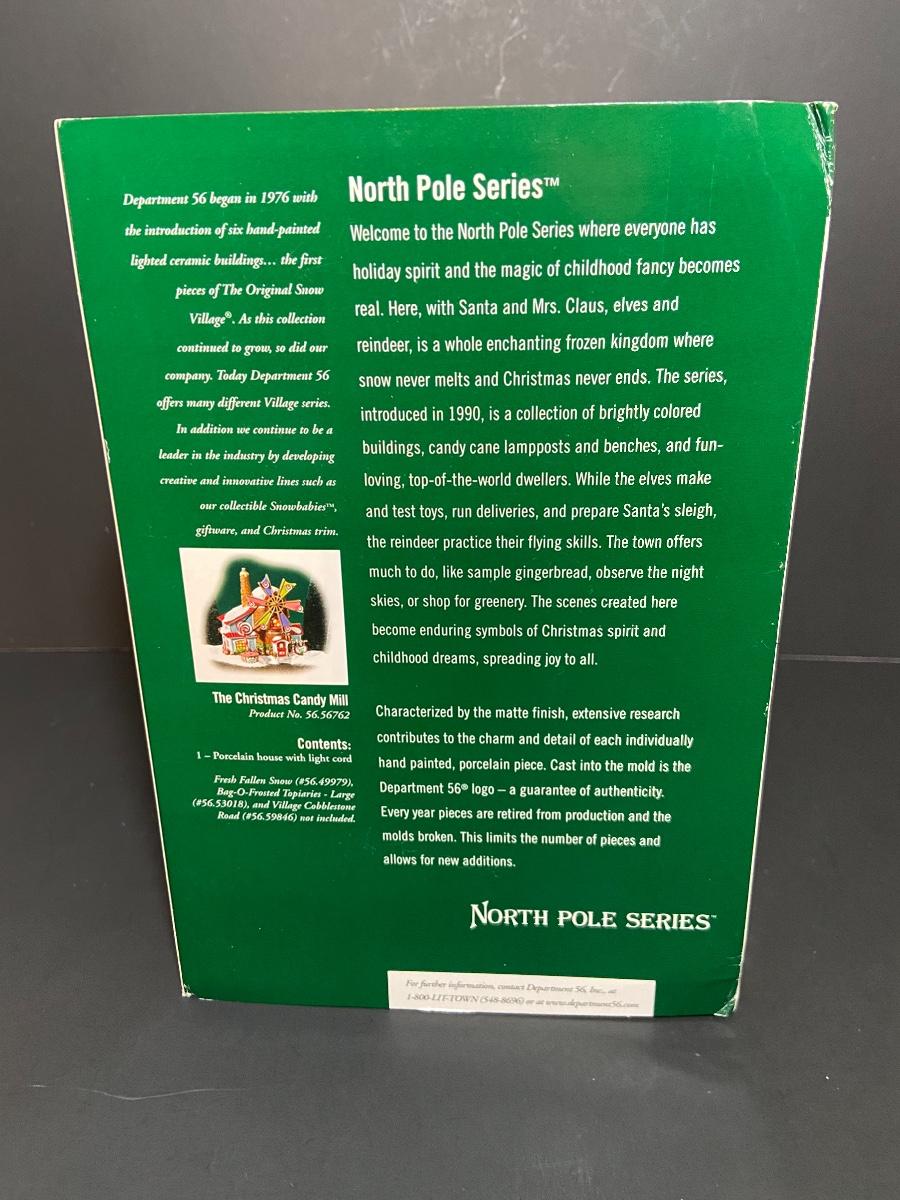 Department 56 began in 1976 with
the introduction of six hand-painted
lighted ceramic buildings... the first
pieces of The Original Snow
Village®. As this collection
continued to grow, so did our
company. Today Department 56
offers many different Village series.
In addition we continue to be a
leader in the industry by developing
creative and innovative lines such as
our collectible Snowbabies™,
giftware, and Christmas trim.
The Christmas Candy Mill
Product No. 56.56762
Contents:
1 – Porcelain house with light cord
Fresh Fallen Snow (#56.49979),
Bag-O-Frosted Topiaries - Large
(#56.53018), and Village Cobblestone
Road (#56.59846) not included.
North Pole Series™
Welcome to the North Pole Series where everyone has
holiday spirit and the magic of childhood fancy becomes
real. Here, with Santa and Mrs. Claus, elves and
reindeer, is a whole enchanting frozen kingdom where
snow never melts and Christmas never ends. The series,
introduced in 1990, is a collection of brightly colored
buildings, candy cane lampposts and benches, and fun-
loving, top-of-the-world dwellers. While the elves make
and test toys, run deliveries, and prepare Santa's sleigh,
the reindeer practice their flying skills. The town offers
much to do, like sample gingerbread, observe the night
skies, or shop for greenery. The scenes created here
become enduring symbols of Christmas spirit and
childhood dreams, spreading joy to all.
Characterized by the matte finish, extensive research
contributes to the charm and detail of each individually
hand painted, porcelain piece. Cast into the mold is the
Department 56® logo – a guarantee of authenticity.
Every year pieces are retired from production and the
molds broken. This limits the number of pieces and
allows for new additions.
NORTH POLE SERIES™
For further information, contact Department 56, Inc., at
1-800-LIT-TOWN (548-8696) or at www.department56.com